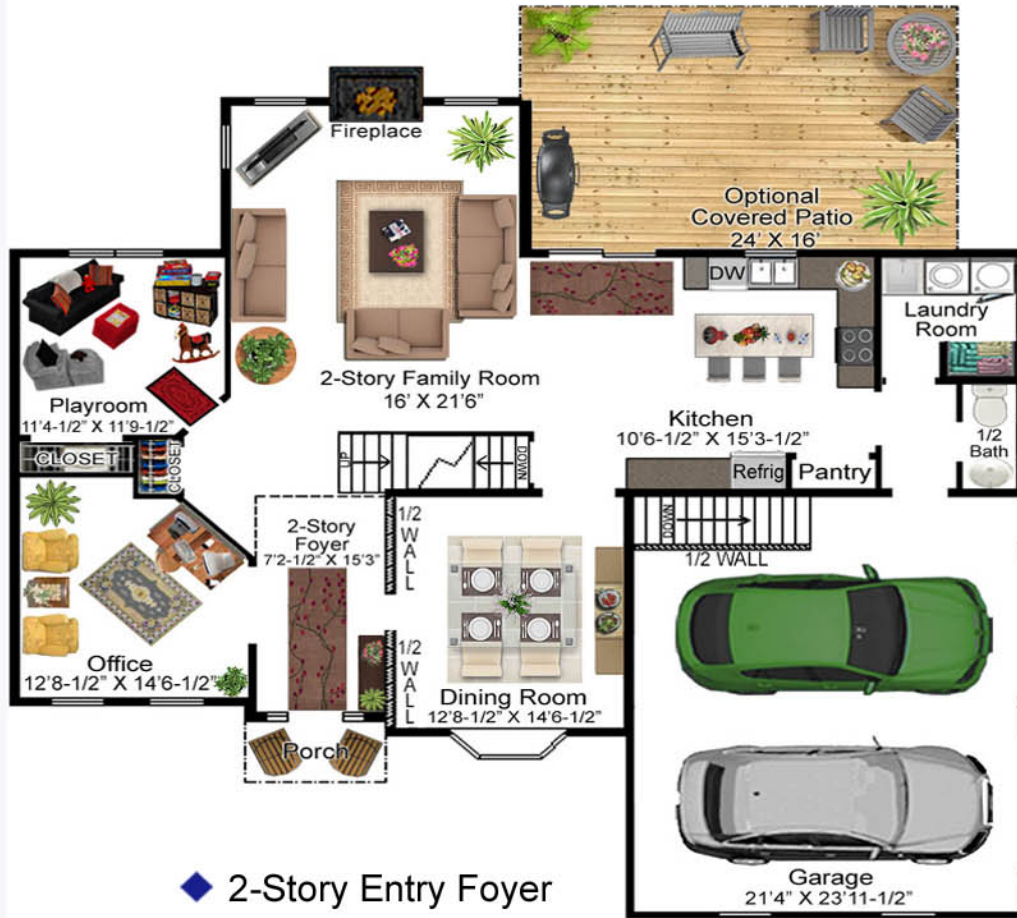 Fireplace
Optional
Covered Patio
24' X 16'
DW
Laundry
Room
2-Story Family Room
16' X 21'6"
Playroom
11'4-1/2" X 11'9-1/2"
Kitchen
10'6-1/2" X 15'3-1/2"
1/2
Bath
CLOSET
CLOSET
UP
DOWN
Refrig
Pantry
2-Story
Foyer
7'2-1/2" X 15'3"
1/2
WALL
DOWN
1/2 WALL
1/2
WALL
Office
12'8-1/2" X 14'6-1/2"
Dining Room
12'8-1/2" X 14'6-1/2"
Porch
Garage
21'4" X 23'11-1/2"
2-Story Entry Foyer